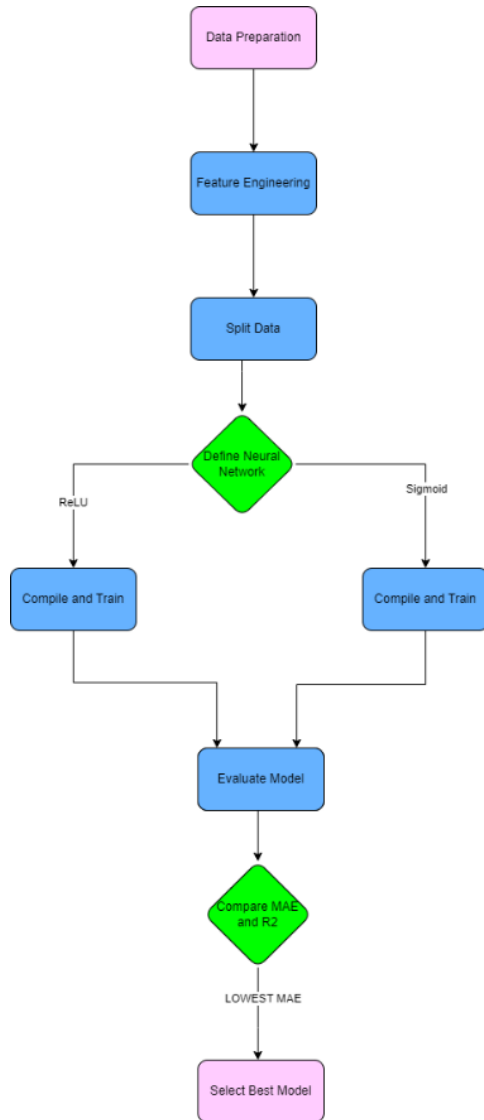 Data Preparation
Feature Engineering
Split Data
Define Neural
Network
ReLU
Sigmoid
Compile and Train
Compile and Train
Evaluate Model
Compare MAE
and R2
LOWEST MAE
Select Best Model